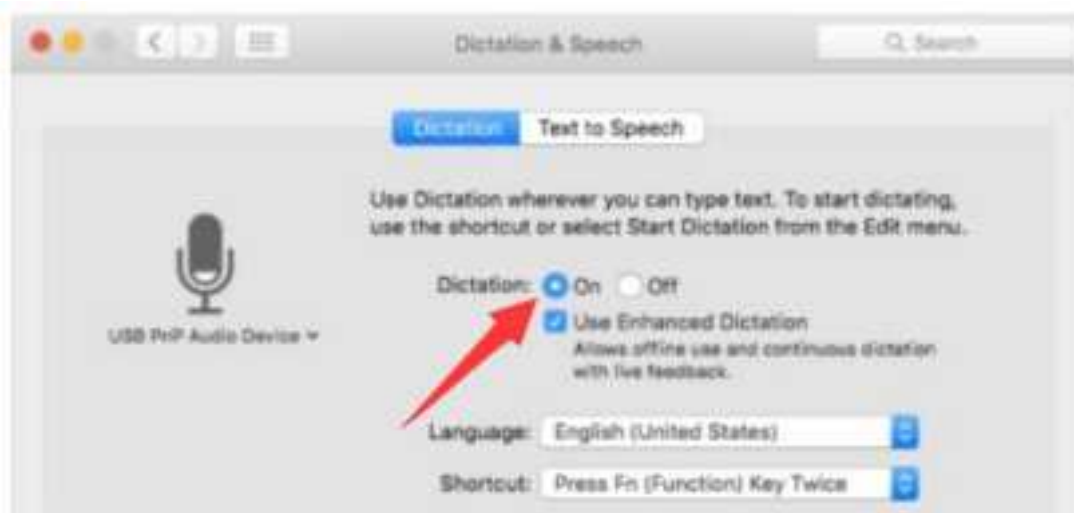 Dictation & Speech
Search
Dictation
Text to Speech
Use Dictation wherever you can type text. To start dictating,
use the shortcut or select Start Dictation from the Edit menu.
Dictation: On Off
Use Enhanced Dictation
Allows offline use and continuous dictation
with live feedback.
USB PnP Audio Device
Language: English (United States)
Shortcut: Press Fn (Function) Key Twice